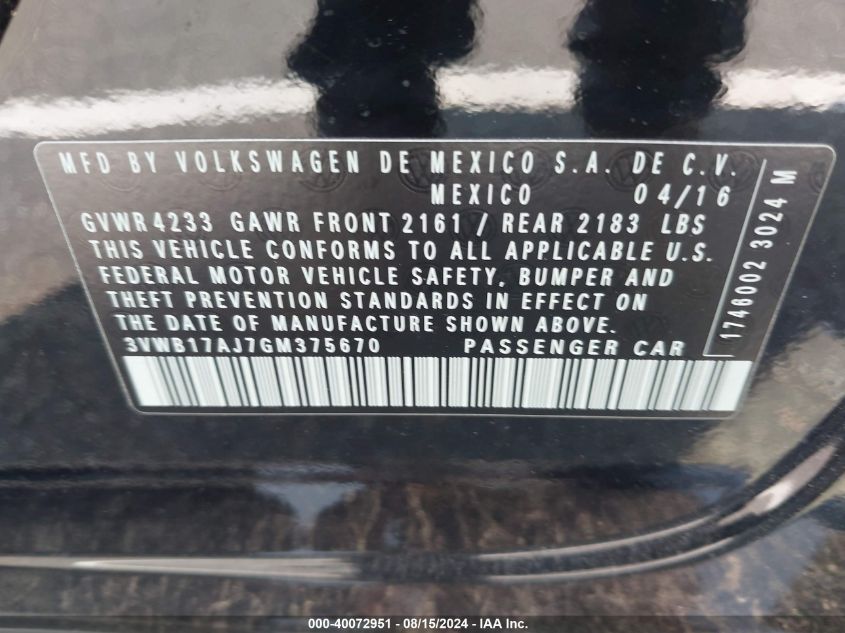 MFD BY VOLKSWAGEN DE MEXICO S.A. DE C.V.
MEXICO 04/16
GVWR 4233 GAWR FRONT 2161 / REAR 2183 LBS
THIS VEHICLE CONFORMS TO ALL APPLICABLE U.S.
FEDERAL MOTOR VEHICLE SAFETY, BUMPER AND
THEFT PREVENTION STANDARDS IN EFFECT ON
THE DATE OF MANUFACTURE SHOWN ABOVE.
3VWB17AJ7GM375670 PASSENGER CAR
1746002 3024 M
000-40072951 - 08/15/2024 - IAA Inc.